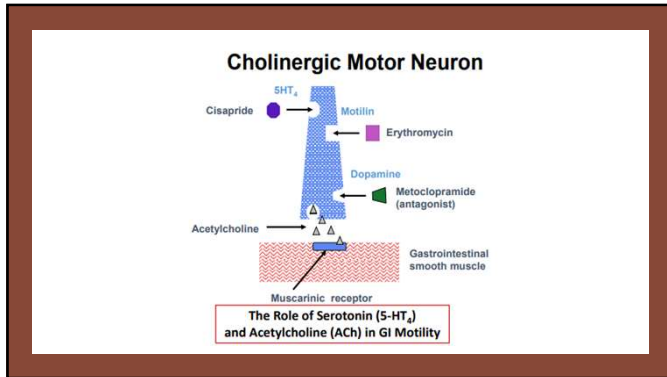 Cholinergic Motor Neuron
5HT₄
Cisapride
Motilin
Erythromycin
Dopamine
Metoclopramide
(antagonist)
Acetylcholine
Gastrointestinal
smooth muscle
Muscarinic receptor
The Role of Serotonin (5-HT₄)
and Acetylcholine (ACh) in GI Motility